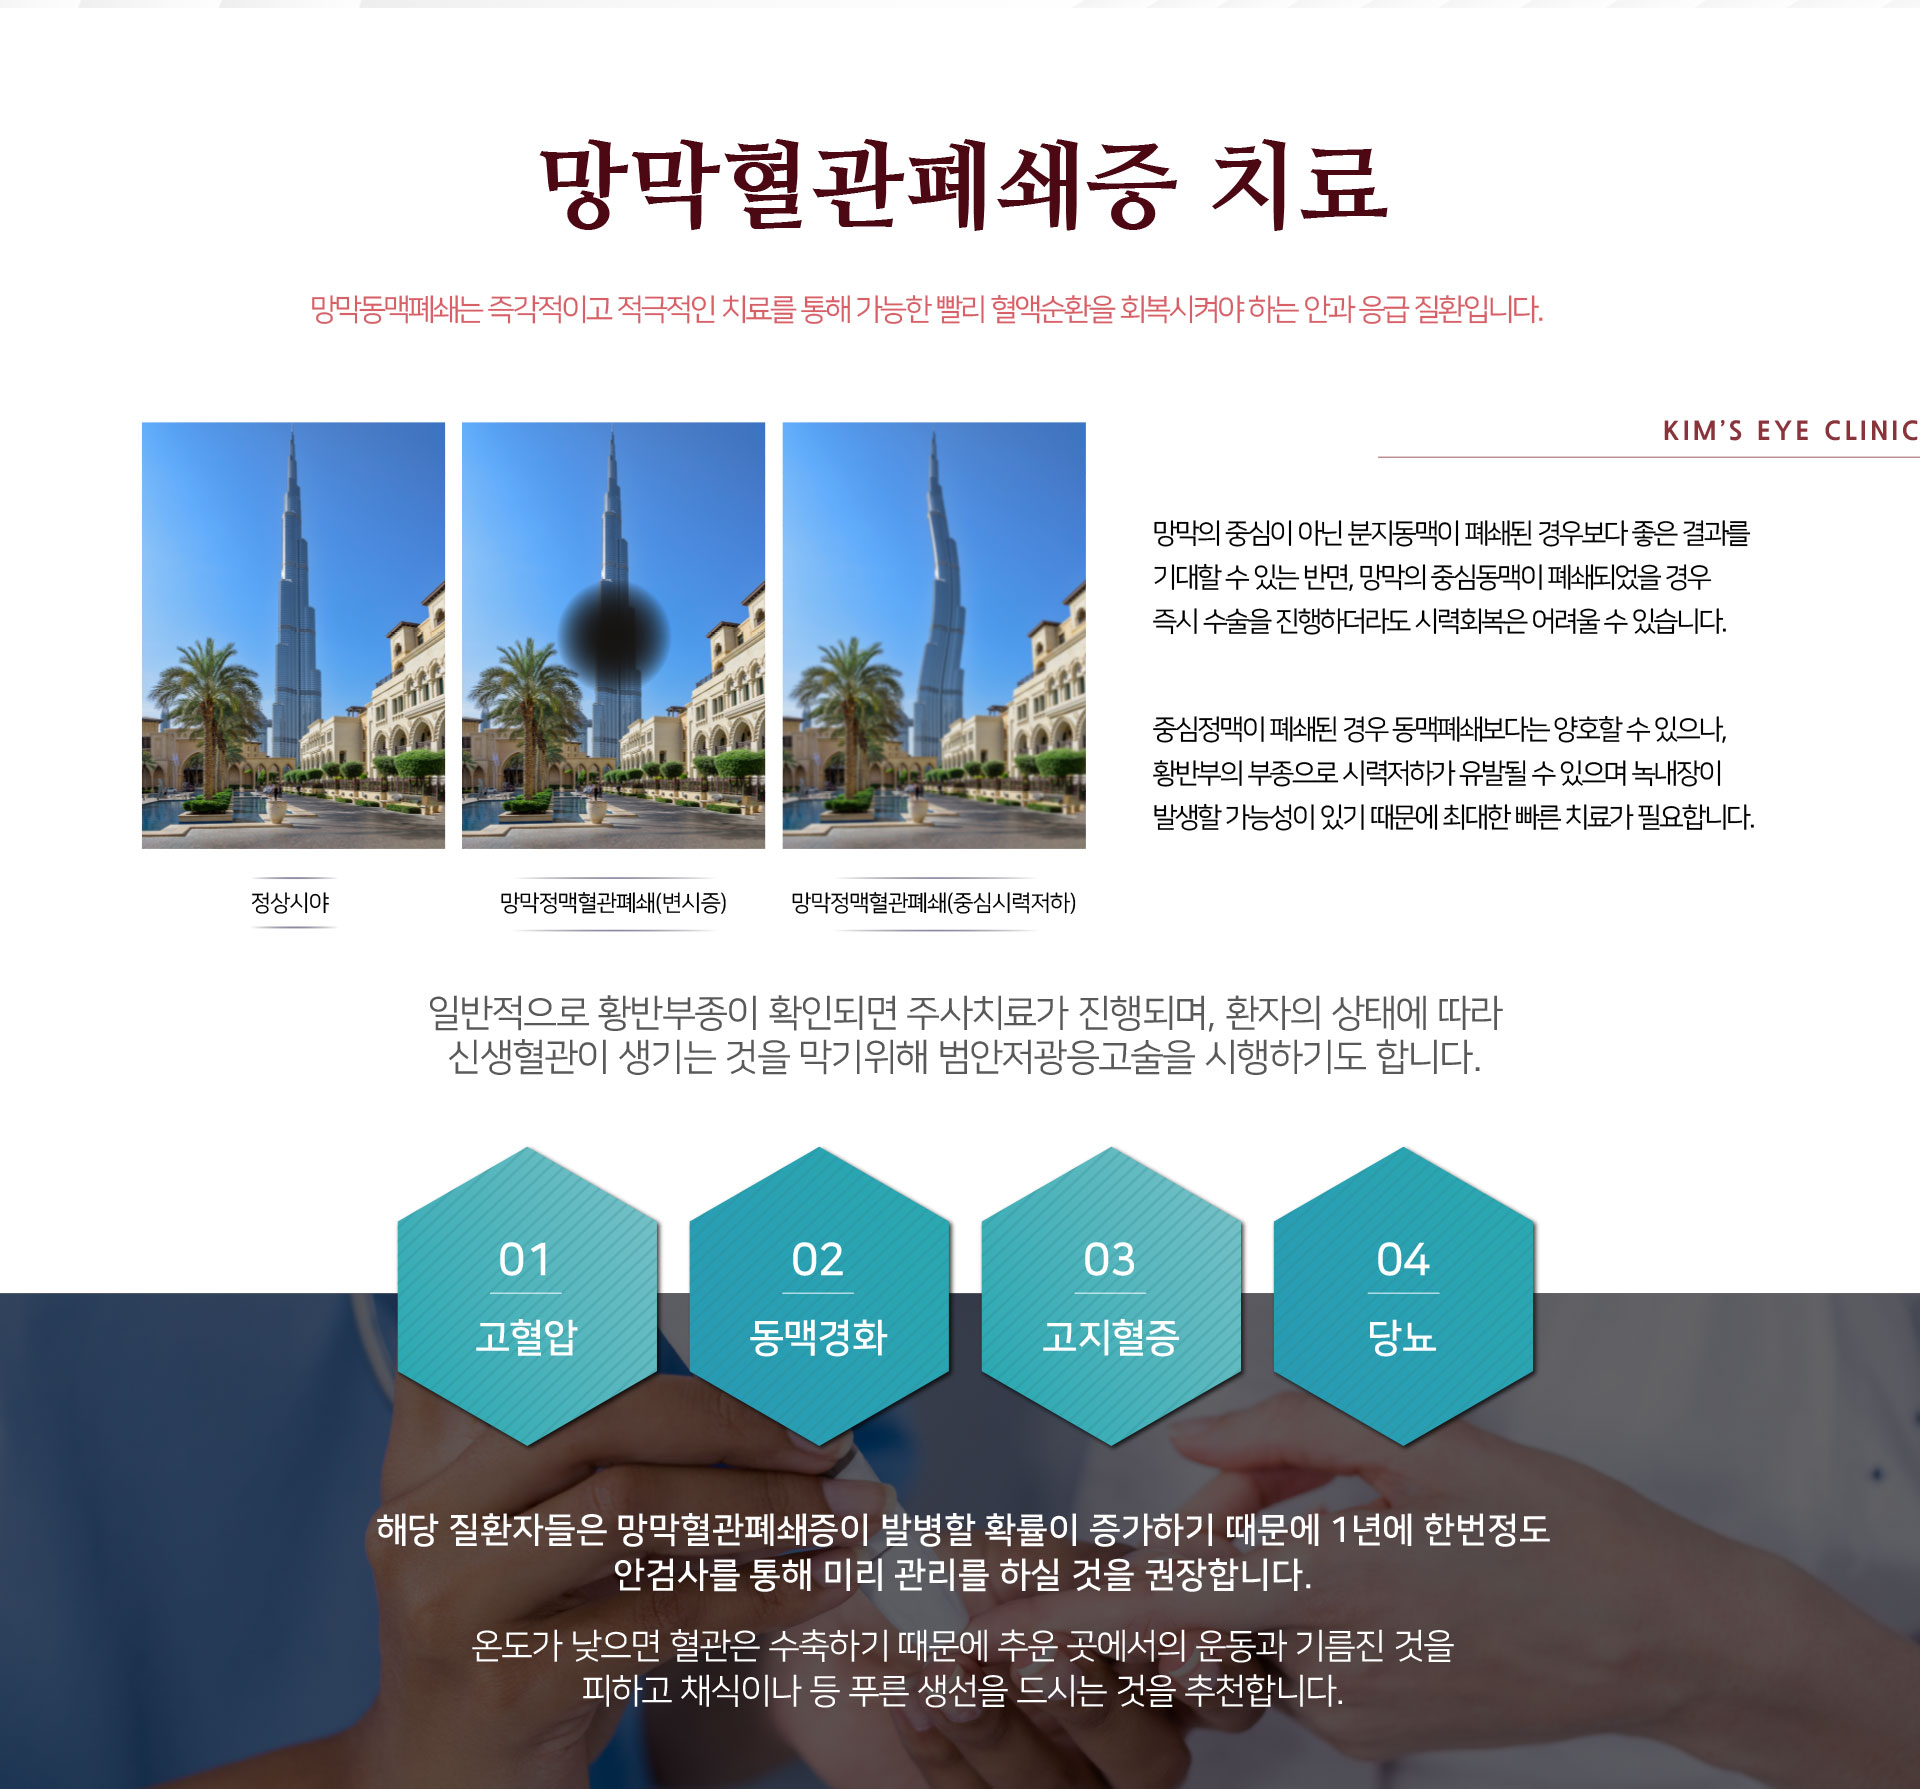 망막혈관폐쇄증 치료
망막동맥폐쇄는 즉각적이고 적극적인 치료를 통해 가능한 빨리 혈액순환을 회복시켜야 하는 안과 응급 질환입니다.
KIM'S EYE CLINIC
망막의 중심이 아닌 분지동맥이 폐쇄된 경우보다 좋은 결과를
기대할 수 있는 반면, 망막의 중심동맥이 폐쇄되었을 경우
즉시 수술을 진행하더라도 시력회복은 어려울 수 있습니다.
중심정맥이 폐쇄된 경우 동맥폐쇄보다는 양호할 수 있으나,
황반부의 부종으로 시력저하가 유발될 수 있으며 녹내장이
발생할 가능성이 있기 때문에 최대한 빠른 치료가 필요합니다.
정상시야
망막정맥혈관폐쇄(변시증)
망막정맥혈관폐쇄(중심시력저하)
일반적으로 황반부종이 확인되면 주사치료가 진행되며, 환자의 상태에 따라
신생혈관이 생기는 것을 막기위해 범안저광응고술을 시행하기도 합니다.
01
고혈압
02
동맥경화
03
고지혈증
04
당뇨
해당 질환자들은 망막혈관폐쇄증이 발병할 확률이 증가하기 때문에 1년에 한번정도
안검사를 통해 미리 관리를 하실 것을 권장합니다.
온도가 낮으면 혈관은 수축하기 때문에 추운 곳에서의 운동과 기름진 것을
피하고 채식이나 등 푸른 생선을 드시는 것을 추천합니다.